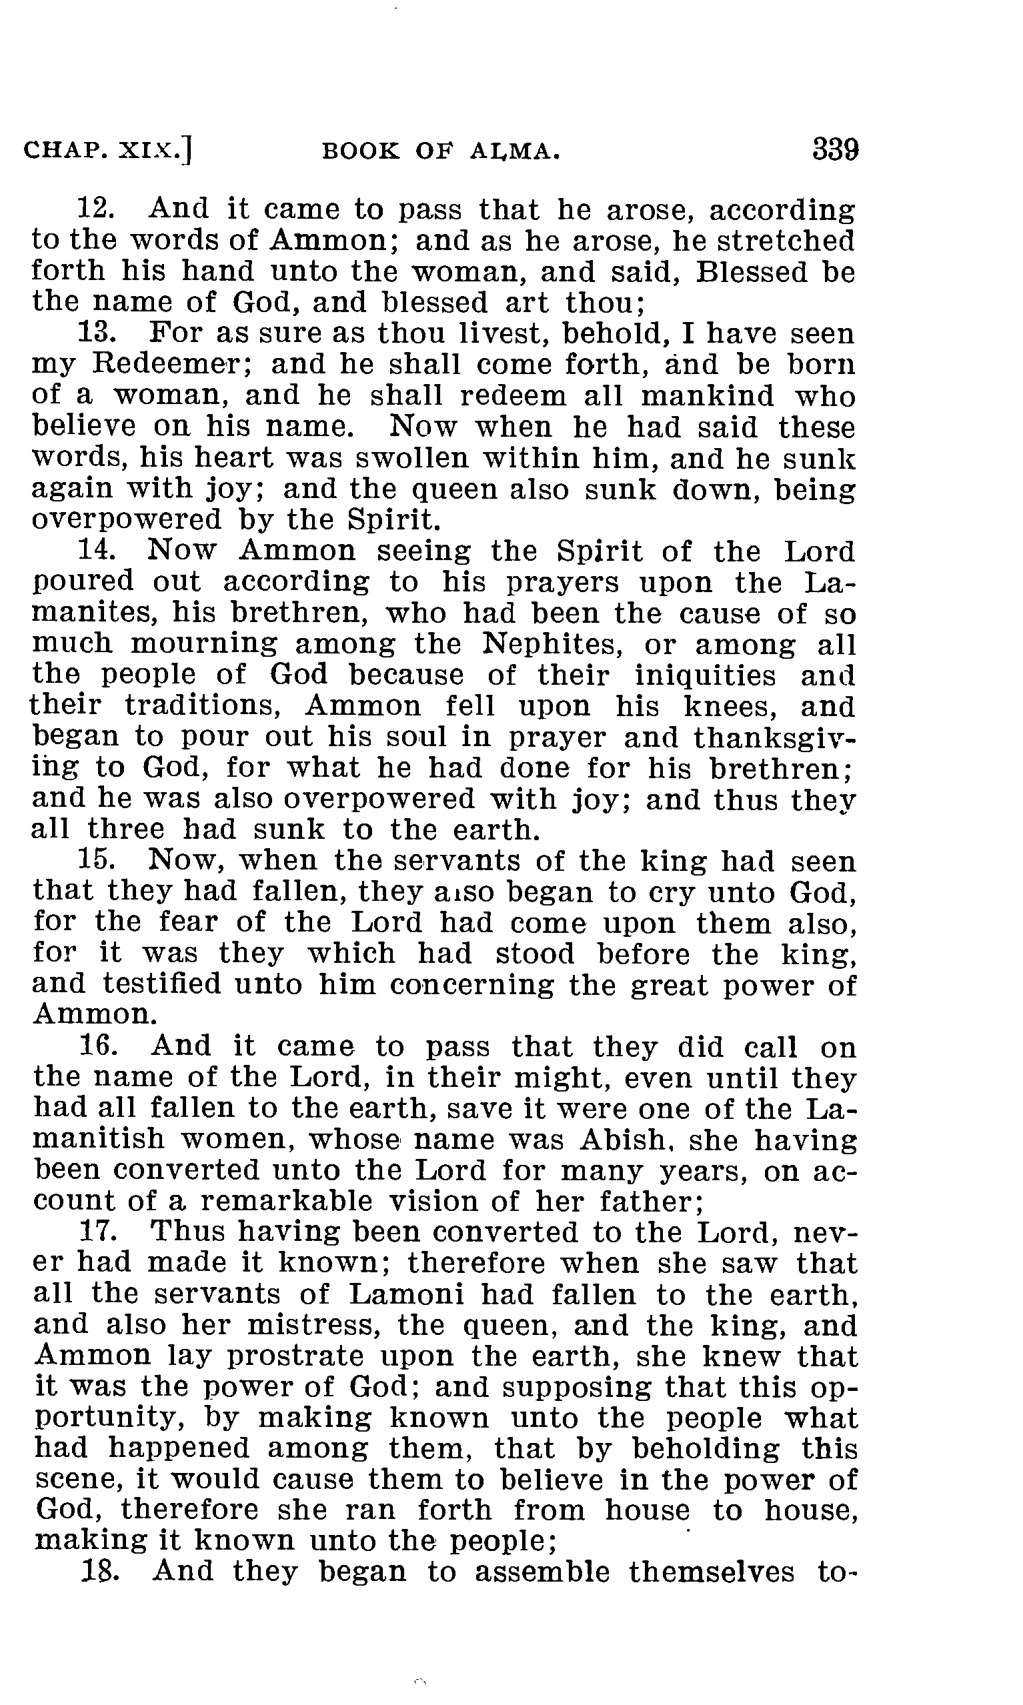 CHAP. XIX.] BOOK OF ALMA. 339
12. And it came to pass that he arose, according
to the words of Ammon; and as he arose, he stretched
forth his hand unto the woman, and said, Blessed be
the name of God, and blessed art thou;
13. For as sure as thou livest, behold, I have seen
my Redeemer; and he shall come forth, and be born
of a woman, and he shall redeem all mankind who
believe on his name. Now when he had said these
words, his heart was swollen within him, and he sunk
again with joy; and the queen also sunk down, being
overpowered by the Spirit.
14. Now Ammon seeing the Spirit of the Lord
poured out according to his prayers upon the La-
manites, his brethren, who had been the cause of so
much mourning among the Nephites, or among all
the people of God because of their iniquities and
their traditions, Ammon fell upon his knees, and
began to pour out his soul in prayer and thanksgiv-
ing to God, for what he had done for his brethren;
and he was also overpowered with joy; and thus they
all three had sunk to the earth.
15. Now, when the servants of the king had seen
that they had fallen, they also began to cry unto God,
for the fear of the Lord had come upon them also,
for it was they which had stood before the king,
and testified unto him concerning the great power of
Ammon.
16. And it came to pass that they did call on
the name of the Lord, in their might, even until they
had all fallen to the earth, save it were one of the La-
manitish women, whose name was Abish, she having
been converted unto the Lord for many years, on ac-
count of a remarkable vision of her father;
17. Thus having been converted to the Lord, nev-
er had made it known; therefore when she saw that
all the servants of Lamoni had fallen to the earth,
and also her mistress, the queen, and the king, and
Ammon lay prostrate upon the earth, she knew that
it was the power of God; and supposing that this op-
portunity, by making known unto the people what
had happened among them, that by beholding this
scene, it would cause them to believe in the power of
God, therefore she ran forth from house to house,
making it known unto the people;
18. And they began to assemble themselves to-